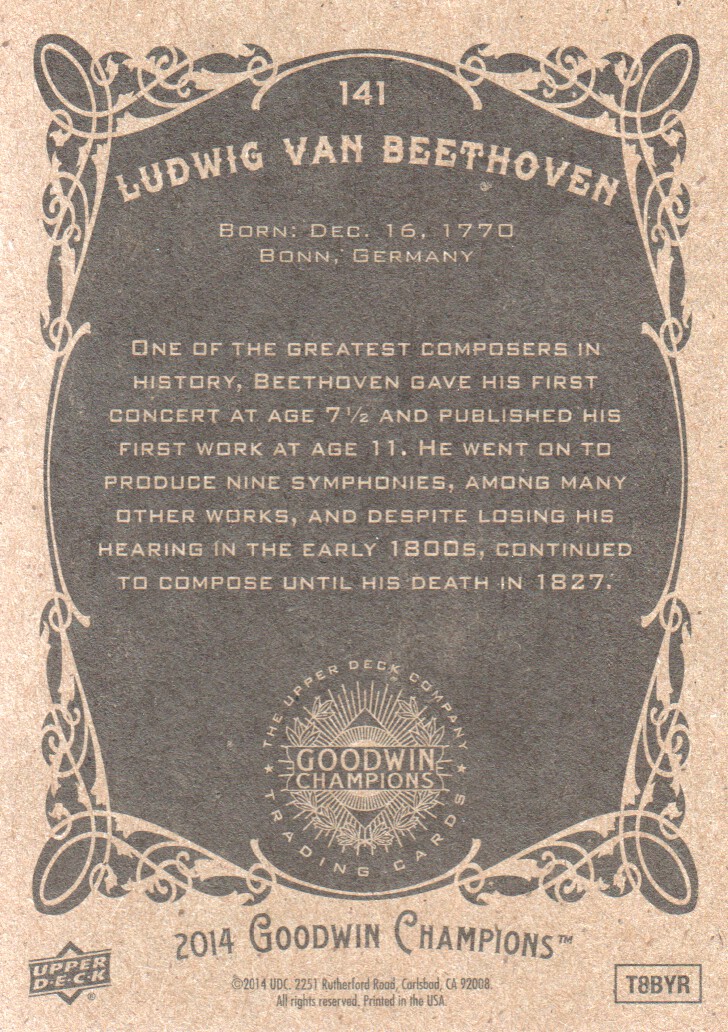 141
LUDWIG VAN BEETHOVEN
BORN: DEC. 16, 1770
BONN, GERMANY
ONE OF THE GREATEST COMPOSERS IN
HISTORY, BEETHOVEN GAVE HIS FIRST
CONCERT AT AGE 7½ AND PUBLISHED HIS
FIRST WORK AT AGE 11. HE WENT ON TO
PRODUCE NINE SYMPHONIES, AMONG MANY
OTHER WORKS, AND DESPITE LOSING HIS
HEARING IN THE EARLY 1800S, CONTINUED
TO COMPOSE UNTIL HIS DEATH IN 1827.
THE UPPER DECK COMPANY
GOODWIN
CHAMPIONS
TRADING CARDS
2014 GOODWIN CHAMPIONS™
UPPER
D·E·C·K®
©2014 UDC. 2251 Rutherford Road, Carlsbad, CA 92008.
All rights reserved. Printed in the USA.
T8BYR